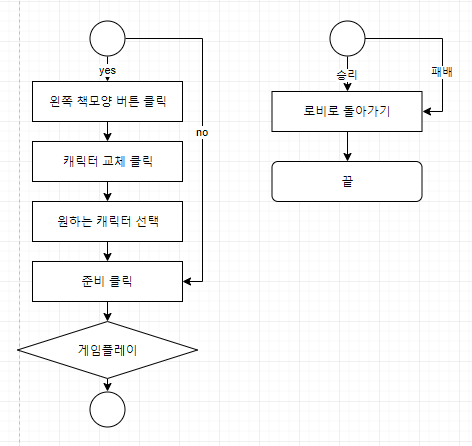 yes
왼쪽 책모양 버튼 클릭
no
캐릭터 교체 클릭
원하는 캐릭터 선택
준비 클릭
게임플레이
승리
패배
로비로 돌아가기
끝